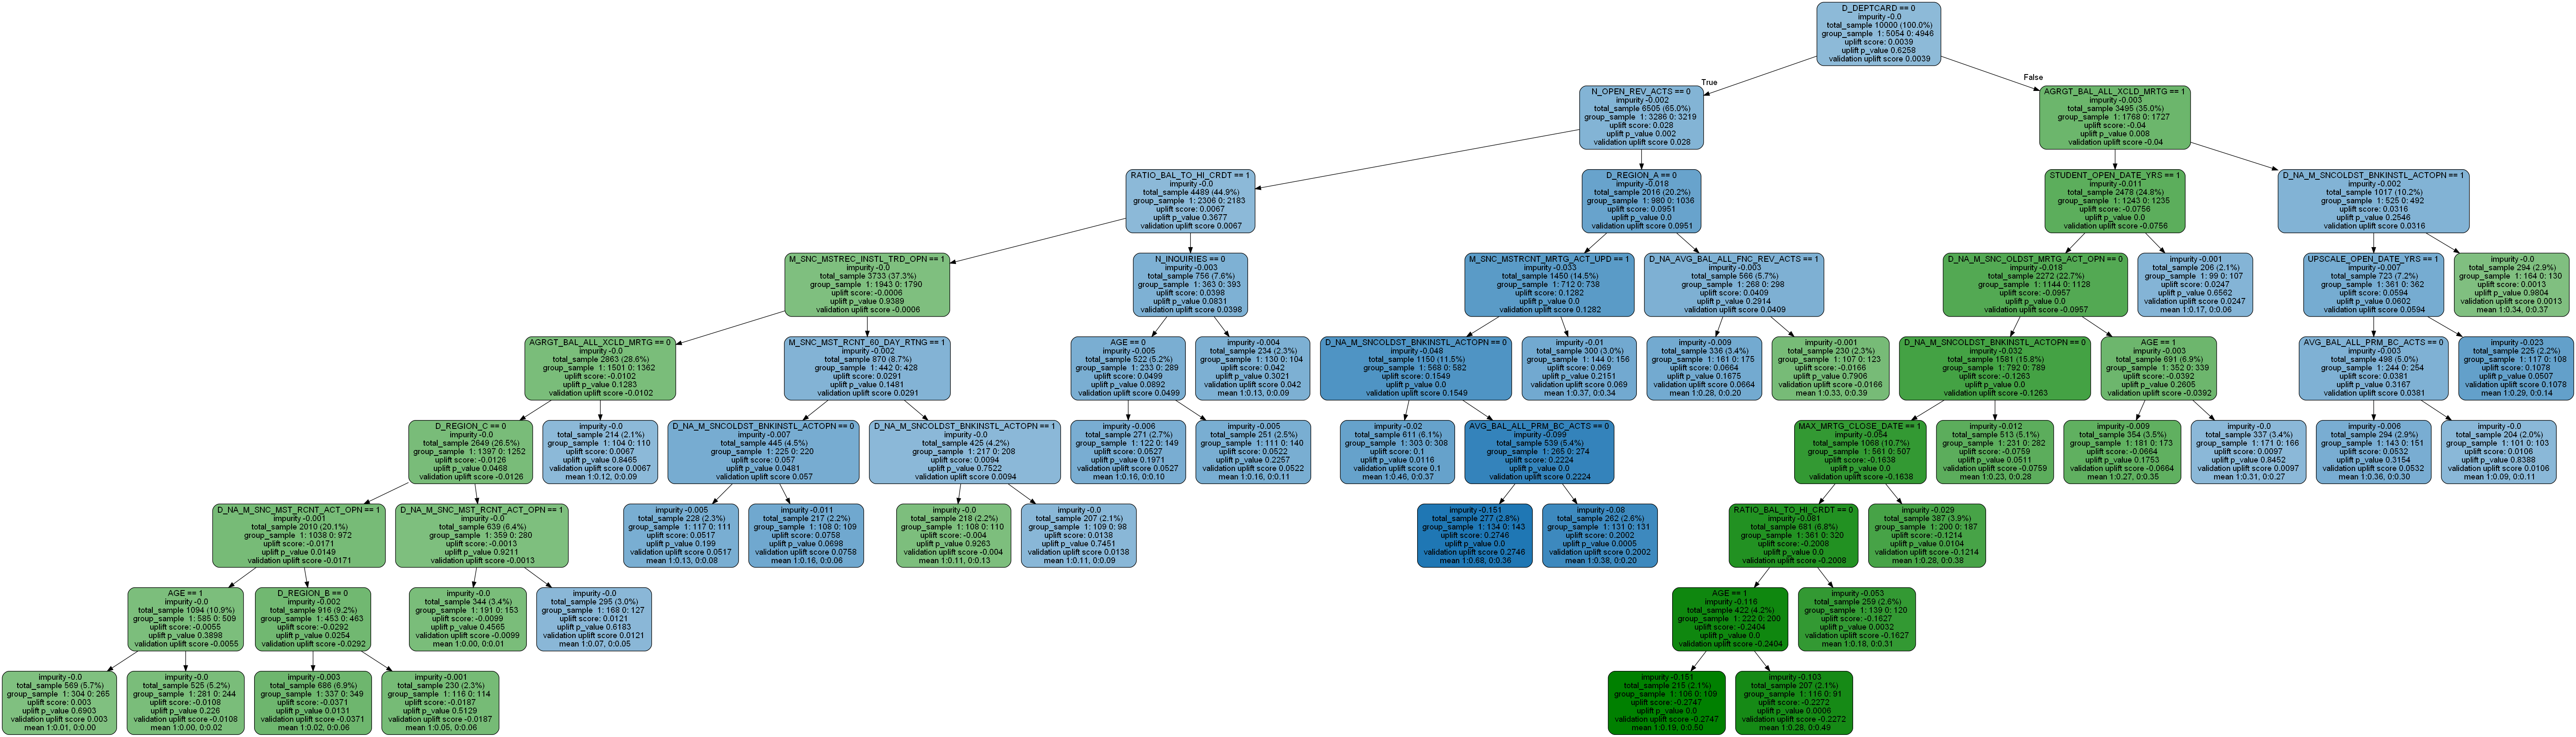 D_DEPTCARD == 0
impurity -0.0
total_sample 10000 (100.0%)
group_sample 1: 5054 0: 4946
uplift score: 0.0039
uplift p_value 0.6258
validation uplift score 0.0039
True
False
N_OPEN_REV_ACTS == 0
impurity -0.002
total_sample 6505 (65.0%)
group_sample 1: 3286 0: 3219
uplift score: 0.028
uplift p_value 0.002
validation uplift score 0.028
AGRGT_BAL_ALL_XCLD_MRTG == 1
impurity -0.003
total_sample 3495 (35.0%)
group_sample 1: 1768 0: 1727
uplift score: -0.04
uplift p_value 0.008
validation uplift score -0.04
RATIO_BAL_TO_HI_CRDT == 1
impurity -0.0
total_sample 4489 (44.9%)
group_sample 1: 2306 0: 2183
uplift score: 0.0067
uplift p_value 0.3677
validation uplift score 0.0067
D_REGION_A == 0
impurity -0.018
total_sample 2016 (20.2%)
group_sample 1: 980 0: 1036
uplift score: 0.0951
uplift p_value 0.0
validation uplift score 0.0951
STUDENT_OPEN_DATE_YRS == 1
impurity -0.011
total_sample 2478 (24.8%)
group_sample 1: 1243 0: 1235
uplift score: -0.0756
uplift p_value 0.0
validation uplift score -0.0756
D_NA_M_SNCOLDST_BNKINSTL_ACTOPN == 1
impurity -0.002
total_sample 1017 (10.2%)
group_sample 1: 525 0: 492
uplift score: 0.0316
uplift p_value 0.2546
validation uplift score 0.0316
M_SNC_MSTREC_INSTL_TRD_OPN == 1
impurity -0.0
total_sample 3733 (37.3%)
group_sample 1: 1943 0: 1790
uplift score: -0.0006
uplift p_value 0.9389
validation uplift score -0.0006
N_INQUIRIES == 0
impurity -0.003
total_sample 756 (7.6%)
group_sample 1: 363 0: 393
uplift score: 0.0398
uplift p_value 0.0831
validation uplift score 0.0398
M_SNC_MSTRCNT_MRTG_ACT_UPD == 1
impurity -0.033
total_sample 1450 (14.5%)
group_sample 1: 712 0: 738
uplift score: 0.1282
uplift p_value 0.0
validation uplift score 0.1282
D_NA_AVG_BAL_ALL_FNC_REV_ACTS == 1
impurity -0.003
total_sample 566 (5.7%)
group_sample 1: 268 0: 298
uplift score: 0.0409
uplift p_value 0.2914
validation uplift score 0.0409
D_NA_M_SNC_OLDST_MRTG_ACT_OPN == 0
impurity -0.018
total_sample 2272 (22.7%)
group_sample 1: 1144 0: 1128
uplift score: -0.0957
uplift p_value 0.0
validation uplift score -0.0957
impurity -0.001
total_sample 206 (2.1%)
group_sample 1: 99 0: 107
uplift score: 0.0247
uplift p_value 0.6562
validation uplift score 0.0247
mean 1:0.17, 0:0.06
UPSCALE_OPEN_DATE_YRS == 1
impurity -0.007
total_sample 723 (7.2%)
group_sample 1: 361 0: 362
uplift score: 0.0594
uplift p_value 0.0602
validation uplift score 0.0594
impurity -0.0
total_sample 294 (2.9%)
group_sample 1: 164 0: 130
uplift score: 0.0013
uplift p_value 0.9804
validation uplift score 0.0013
mean 1:0.34, 0:0.37
AGRGT_BAL_ALL_XCLD_MRTG == 0
impurity -0.0
total_sample 2863 (28.6%)
group_sample 1: 1501 0: 1362
uplift score: -0.0102
uplift p_value 0.1283
validation uplift score -0.0102
M_SNC_MST_RCNT_60_DAY_RTNG == 1
impurity -0.002
total_sample 870 (8.7%)
group_sample 1: 442 0: 428
uplift score: 0.0291
uplift p_value 0.1481
validation uplift score 0.0291
AGE == 0
impurity -0.005
total_sample 522 (5.2%)
group_sample 1: 233 0: 289
uplift score: 0.0499
uplift p_value 0.0892
validation uplift score 0.0499
impurity -0.004
total_sample 234 (2.3%)
group_sample 1: 130 0: 104
uplift score: 0.042
uplift p_value 0.3021
validation uplift score 0.042
mean 1:0.13, 0:0.09
D_NA_M_SNCOLDST_BNKINSTL_ACTOPN == 0
impurity -0.048
total_sample 1150 (11.5%)
group_sample 1: 568 0: 582
uplift score: 0.1549
uplift p_value 0.0
validation uplift score 0.1549
impurity -0.01
total_sample 300 (3.0%)
group_sample 1: 144 0: 156
uplift score: 0.069
uplift p_value 0.2151
validation uplift score 0.069
mean 1:0.37, 0:0.34
impurity -0.009
total_sample 336 (3.4%)
group_sample 1: 161 0: 175
uplift score: 0.0664
uplift p_value 0.1675
validation uplift score 0.0664
mean 1:0.28, 0:0.20
impurity -0.001
total_sample 230 (2.3%)
group_sample 1: 107 0: 123
uplift score: -0.0166
uplift p_value 0.7906
validation uplift score -0.0166
mean 1:0.33, 0:0.39
D_NA_M_SNCOLDST_BNKINSTL_ACTOPN == 0
impurity -0.032
total_sample 1581 (15.8%)
group_sample 1: 792 0: 789
uplift score: -0.1263
uplift p_value 0.0
validation uplift score -0.1263
AGE == 1
impurity -0.003
total_sample 691 (6.9%)
group_sample 1: 352 0: 339
uplift score: -0.0392
uplift p_value 0.2605
validation uplift score -0.0392
AVG_BAL_ALL_PRM_BC_ACTS == 0
impurity -0.003
total_sample 498 (5.0%)
group_sample 1: 244 0: 254
uplift score: 0.0381
uplift p_value 0.3167
validation uplift score 0.0381
impurity -0.023
total_sample 225 (2.2%)
group_sample 1: 117 0: 108
uplift score: 0.1078
uplift p_value 0.0507
validation uplift score 0.1078
mean 1:0.29, 0:0.14
D_REGION_C == 0
impurity -0.0
total_sample 2649 (26.5%)
group_sample 1: 1397 0: 1252
uplift score: -0.0126
uplift p_value 0.0468
validation uplift score -0.0126
impurity -0.0
total_sample 214 (2.1%)
group_sample 1: 104 0: 110
uplift score: 0.0067
uplift p_value 0.8465
validation uplift score 0.0067
mean 1:0.12, 0:0.09
D_NA_M_SNCOLDST_BNKINSTL_ACTOPN == 0
impurity -0.007
total_sample 445 (4.5%)
group_sample 1: 225 0: 220
uplift score: 0.057
uplift p_value 0.0481
validation uplift score 0.057
D_NA_M_SNCOLDST_BNKINSTL_ACTOPN == 1
impurity -0.0
total_sample 425 (4.2%)
group_sample 1: 217 0: 208
uplift score: 0.0094
uplift p_value 0.7522
validation uplift score 0.0094
impurity -0.006
total_sample 271 (2.7%)
group_sample 1: 122 0: 149
uplift score: 0.0527
uplift p_value 0.1971
validation uplift score 0.0527
mean 1:0.16, 0:0.10
impurity -0.005
total_sample 251 (2.5%)
group_sample 1: 111 0: 140
uplift score: 0.0522
uplift p_value 0.2257
validation uplift score 0.0522
mean 1:0.16, 0:0.11
impurity -0.02
total_sample 611 (6.1%)
group_sample 1: 303 0: 308
uplift score: 0.1
uplift p_value 0.0116
validation uplift score 0.1
mean 1:0.46, 0:0.37
AVG_BAL_ALL_PRM_BC_ACTS == 0
impurity -0.099
total_sample 539 (5.4%)
group_sample 1: 265 0: 274
uplift score: 0.2224
uplift p_value 0.0
validation uplift score 0.2224
MAX_MRTG_CLOSE_DATE == 1
impurity -0.054
total_sample 1068 (10.7%)
group_sample 1: 561 0: 507
uplift score: -0.1638
uplift p_value 0.0
validation uplift score -0.1638
impurity -0.012
total_sample 513 (5.1%)
group_sample 1: 231 0: 282
uplift score: -0.0759
uplift p_value 0.0511
validation uplift score -0.0759
mean 1:0.23, 0:0.28
impurity -0.009
total_sample 354 (3.5%)
group_sample 1: 181 0: 173
uplift score: -0.0664
uplift p_value 0.1753
validation uplift score -0.0664
mean 1:0.27, 0:0.35
impurity -0.0
total_sample 337 (3.4%)
group_sample 1: 171 0: 166
uplift score: 0.0097
uplift p_value 0.8452
validation uplift score 0.0097
mean 1:0.31, 0:0.27
impurity -0.006
total_sample 294 (2.9%)
group_sample 1: 143 0: 151
uplift score: 0.0532
uplift p_value 0.3154
validation uplift score 0.0532
mean 1:0.36, 0:0.30
impurity -0.0
total_sample 204 (2.0%)
group_sample 1: 101 0: 103
uplift score: 0.0106
uplift p_value 0.8388
validation uplift score 0.0106
mean 1:0.09, 0:0.11
D_NA_M_SNC_MST_RCNT_ACT_OPN == 1
impurity -0.001
total_sample 2010 (20.1%)
group_sample 1: 1038 0: 972
uplift score: -0.0171
uplift p_value 0.0149
validation uplift score -0.0171
D_NA_M_SNC_MST_RCNT_ACT_OPN == 1
impurity -0.0
total_sample 639 (6.4%)
group_sample 1: 359 0: 280
uplift score: -0.0013
uplift p_value 0.9211
validation uplift score -0.0013
impurity -0.005
total_sample 228 (2.3%)
group_sample 1: 117 0: 111
uplift score: 0.0517
uplift p_value 0.199
validation uplift score 0.0517
mean 1:0.13, 0:0.08
impurity -0.011
total_sample 217 (2.2%)
group_sample 1: 108 0: 109
uplift score: 0.0758
uplift p_value 0.0698
validation uplift score 0.0758
mean 1:0.16, 0:0.06
impurity -0.0
total_sample 218 (2.2%)
group_sample 1: 108 0: 110
uplift score: -0.004
uplift p_value 0.9263
validation uplift score -0.004
mean 1:0.11, 0:0.13
impurity -0.0
total_sample 207 (2.1%)
group_sample 1: 109 0: 98
uplift score: 0.0138
uplift p_value 0.7451
validation uplift score 0.0138
mean 1:0.11, 0:0.09
impurity -0.151
total_sample 277 (2.8%)
group_sample 1: 134 0: 143
uplift score: 0.2746
uplift p_value 0.0
validation uplift score 0.2746
mean 1:0.68, 0:0.36
impurity -0.08
total_sample 262 (2.6%)
group_sample 1: 131 0: 131
uplift score: 0.2002
uplift p_value 0.0005
validation uplift score 0.2002
mean 1:0.38, 0:0.20
RATIO_BAL_TO_HI_CRDT == 0
impurity -0.081
total_sample 681 (6.8%)
group_sample 1: 361 0: 320
uplift score: -0.2008
uplift p_value 0.0
validation uplift score -0.2008
impurity -0.029
total_sample 387 (3.9%)
group_sample 1: 200 0: 187
uplift score: -0.1214
uplift p_value 0.0104
validation uplift score -0.1214
mean 1:0.28, 0:0.38
AGE == 1
impurity -0.0
total_sample 1094 (10.9%)
group_sample 1: 585 0: 509
uplift score: -0.0055
uplift p_value 0.3898
validation uplift score -0.0055
D_REGION_B == 0
impurity -0.002
total_sample 916 (9.2%)
group_sample 1: 453 0: 463
uplift score: -0.0292
uplift p_value 0.0254
validation uplift score -0.0292
impurity -0.0
total_sample 344 (3.4%)
group_sample 1: 191 0: 153
uplift score: -0.0099
uplift p_value 0.4565
validation uplift score -0.0099
mean 1:0.00, 0:0.01
impurity -0.0
total_sample 295 (3.0%)
group_sample 1: 168 0: 127
uplift score: 0.0121
uplift p_value 0.6183
validation uplift score 0.0121
mean 1:0.07, 0:0.05
AGE == 1
impurity -0.116
total_sample 422 (4.2%)
group_sample 1: 222 0: 200
uplift score: -0.2404
uplift p_value 0.0
validation uplift score -0.2404
impurity -0.053
total_sample 259 (2.6%)
group_sample 1: 139 0: 120
uplift score: -0.1627
uplift p_value 0.0032
validation uplift score -0.1627
mean 1:0.18, 0:0.31
impurity -0.0
total_sample 569 (5.7%)
group_sample 1: 304 0: 265
uplift score: 0.003
uplift p_value 0.6903
validation uplift score 0.003
mean 1:0.01, 0:0.00
impurity -0.0
total_sample 525 (5.2%)
group_sample 1: 281 0: 244
uplift score: -0.0108
uplift p_value 0.226
validation uplift score -0.0108
mean 1:0.00, 0:0.02
impurity -0.003
total_sample 686 (6.9%)
group_sample 1: 337 0: 349
uplift score: -0.0371
uplift p_value 0.0131
validation uplift score -0.0371
mean 1:0.02, 0:0.06
impurity -0.001
total_sample 230 (2.3%)
group_sample 1: 116 0: 114
uplift score: -0.0187
uplift p_value 0.5129
validation uplift score -0.0187
mean 1:0.05, 0:0.06
impurity -0.151
total_sample 215 (2.1%)
group_sample 1: 106 0: 109
uplift score: -0.2747
uplift p_value 0.0
validation uplift score -0.2747
mean 1:0.19, 0:0.50
impurity -0.103
total_sample 207 (2.1%)
group_sample 1: 116 0: 91
uplift score: -0.2272
uplift p_value 0.0006
validation uplift score -0.2272
mean 1:0.28, 0:0.49